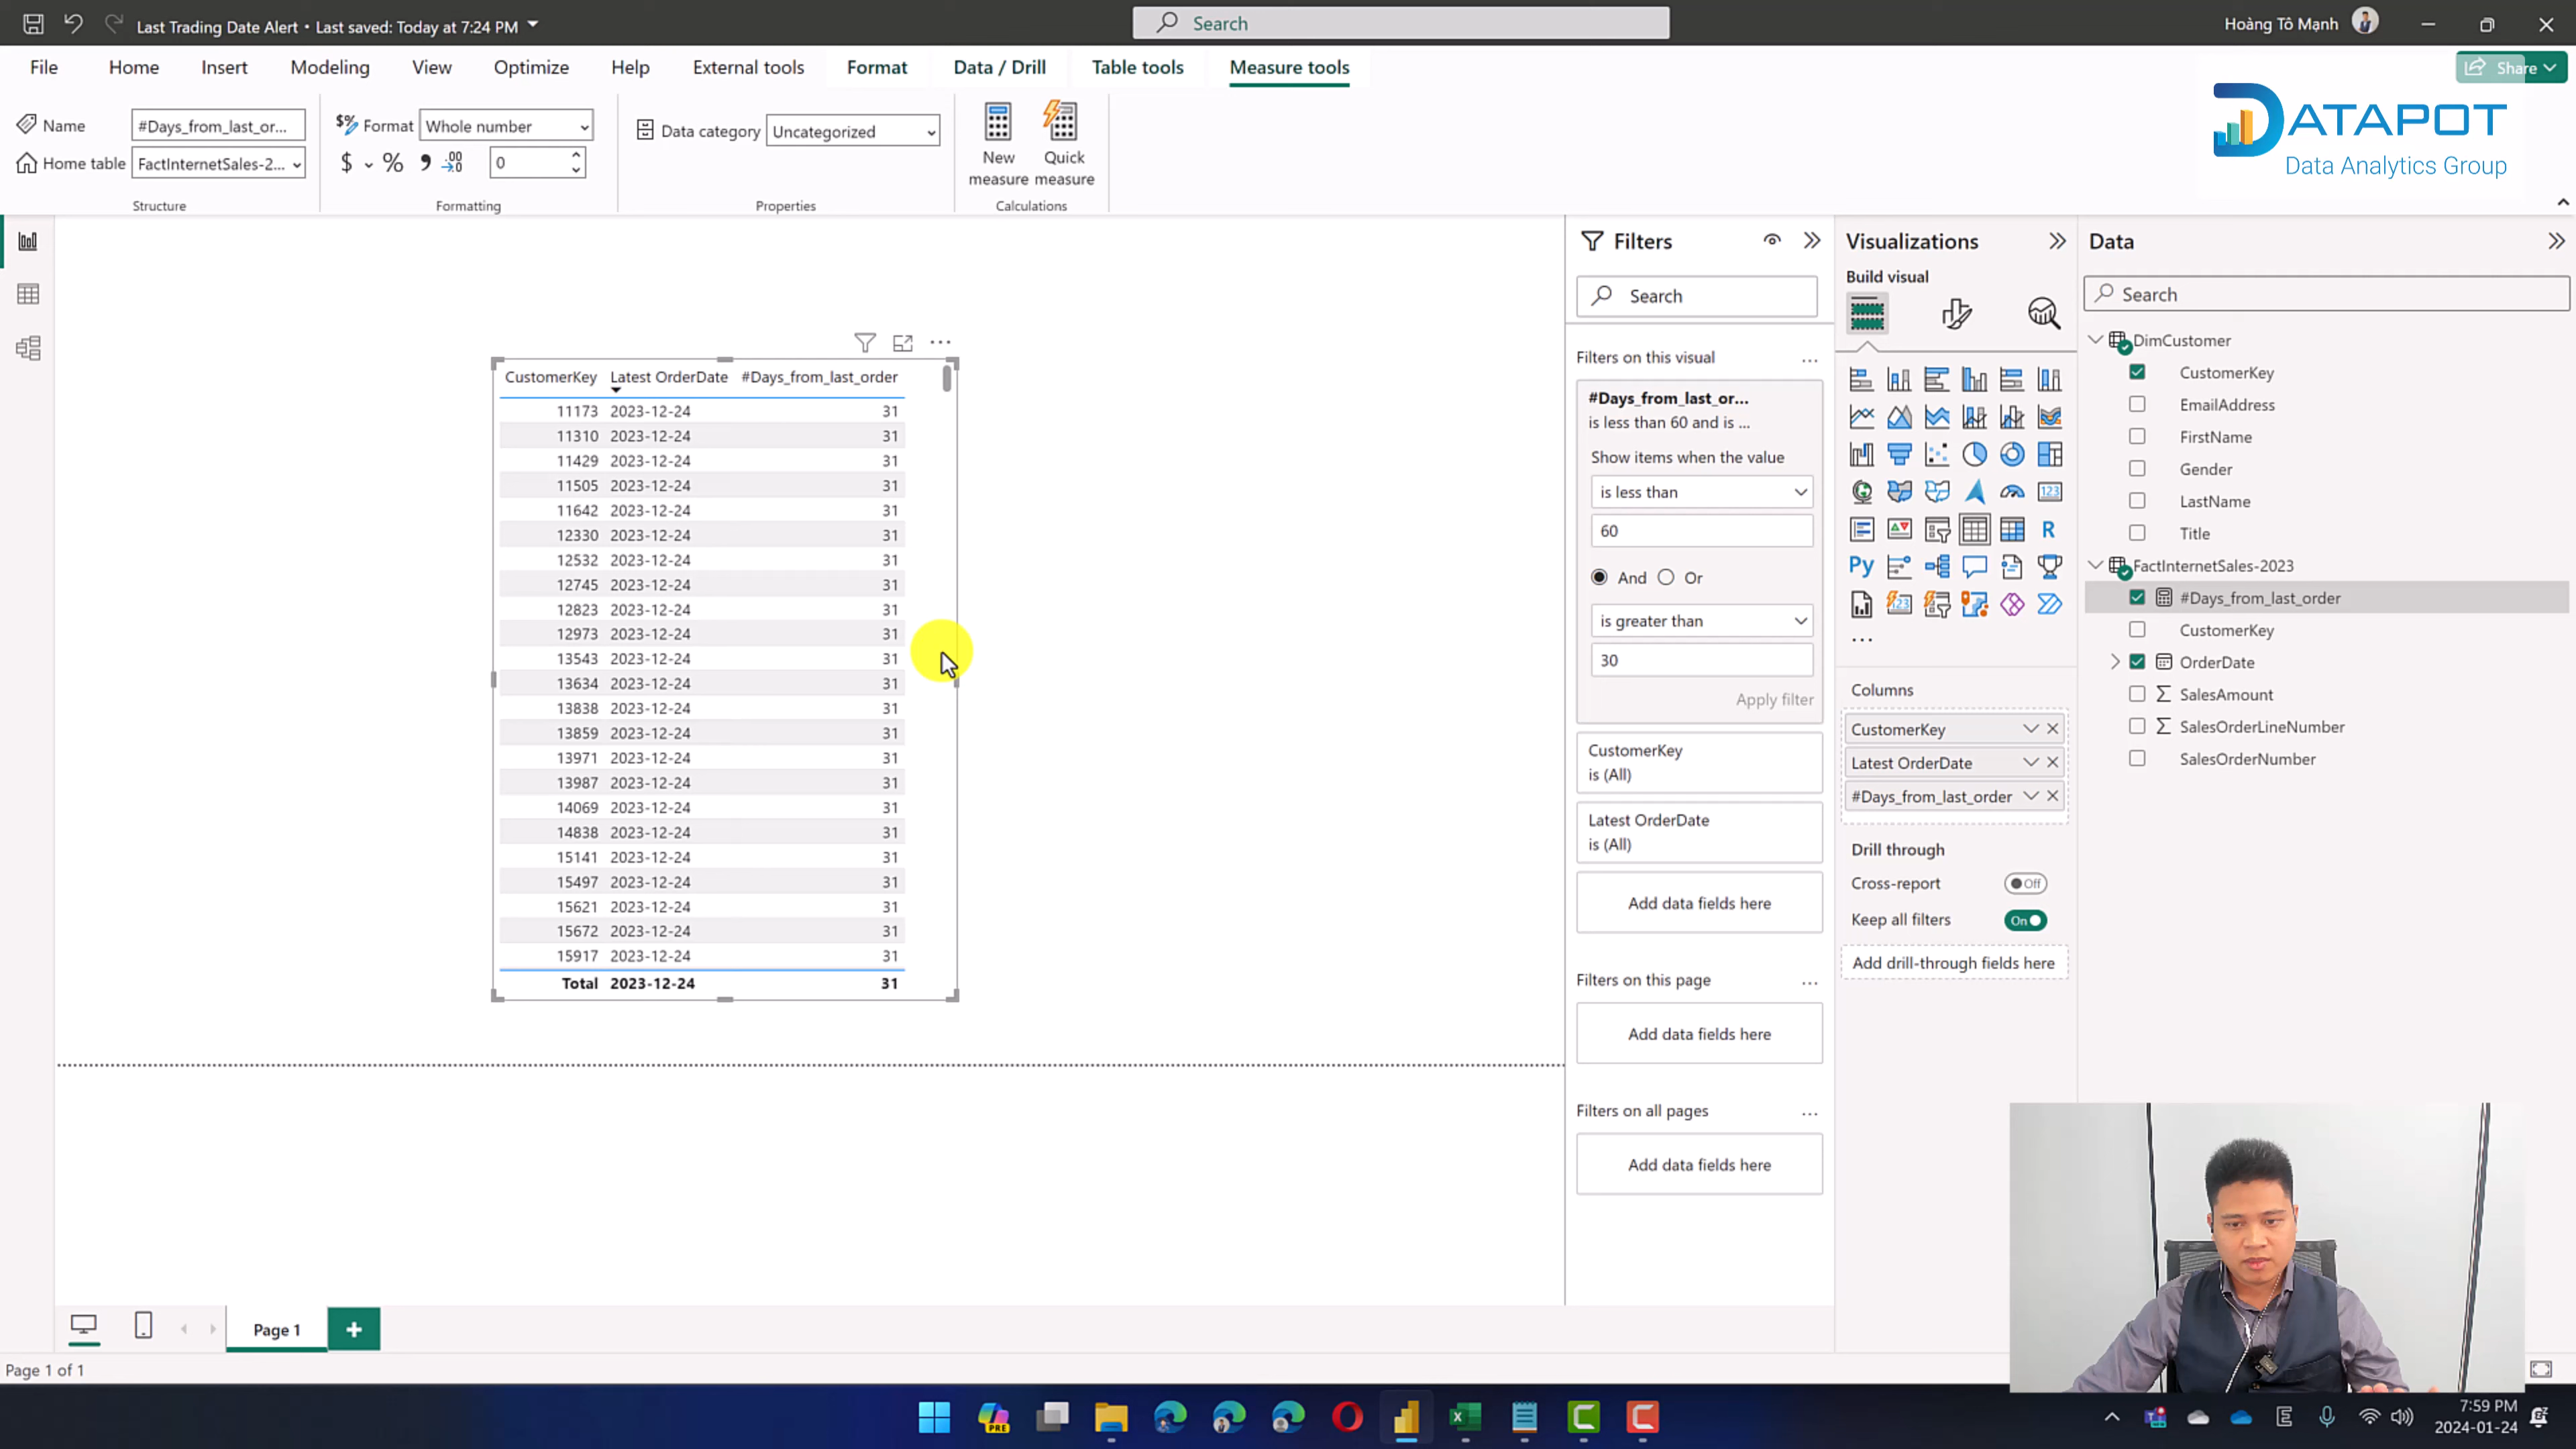 Last Trading Date Alert • Last saved: Today at 7:24 PM
Search
Hoàng Tô Mạnh
File Home Insert Modeling View Optimize Help External tools Format Data / Drill Table tools Measure tools
Share
Name #Days_from_last_or...
Home table FactInternetSales-2...
Structure
Format Whole number
$ % 0
Formatting
Data category Uncategorized
Properties
New measure
Quick measure
Calculations
DATAPOT
Data Analytics Group
CustomerKey Latest OrderDate #Days_from_last_order
11173 2023-12-24 31
11310 2023-12-24 31
11429 2023-12-24 31
11505 2023-12-24 31
11642 2023-12-24 31
12330 2023-12-24 31
12532 2023-12-24 31
12745 2023-12-24 31
12823 2023-12-24 31
12973 2023-12-24 31
13543 2023-12-24 31
13634 2023-12-24 31
13838 2023-12-24 31
13859 2023-12-24 31
13971 2023-12-24 31
13987 2023-12-24 31
14069 2023-12-24 31
14838 2023-12-24 31
15141 2023-12-24 31
15497 2023-12-24 31
15621 2023-12-24 31
15672 2023-12-24 31
15917 2023-12-24 31
Total 2023-12-24 31
Filters
Search
Filters on this visual
#Days_from_last_or...
is less than 60 and is ...
Show items when the value
is less than
60
And Or
is greater than
30
Apply filter
CustomerKey
is (All)
Latest OrderDate
is (All)
Add data fields here
Filters on this page
Add data fields here
Filters on all pages
Add data fields here
Visualizations
Build visual
123
R
Py
123
Columns
CustomerKey
Latest OrderDate
#Days_from_last_order
Drill through
Cross-report Off
Keep all filters On
Add drill-through fields here
Data
Search
DimCustomer
CustomerKey
EmailAddress
FirstName
Gender
LastName
Title
FactInternetSales-2023
#Days_from_last_order
CustomerKey
OrderDate
SalesAmount
SalesOrderLineNumber
SalesOrderNumber
Page 1
Page 1 of 1
PRE
7:59 PM
2024-01-24